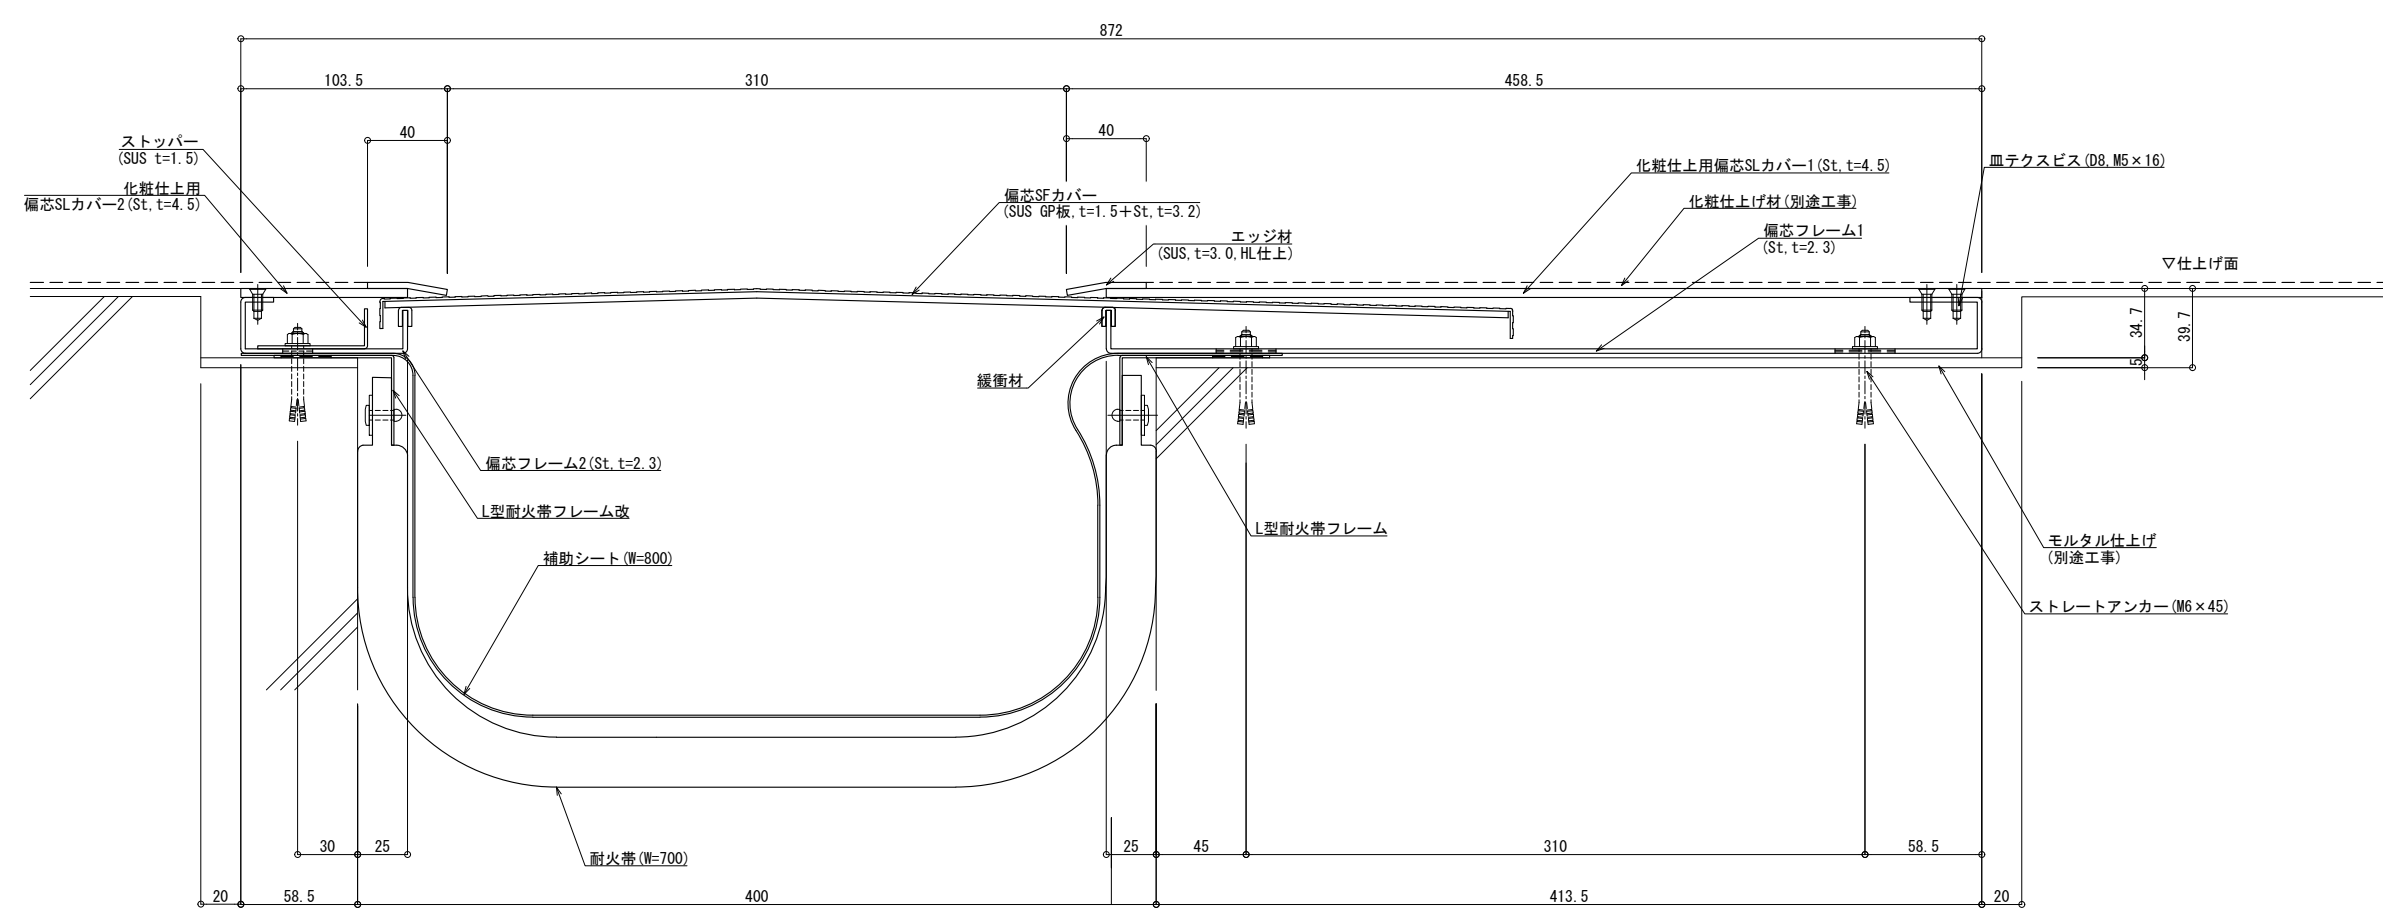 872
103.5
310
458.5
40
40
ストッパー
(SUS t=1.5)
化粧仕上用
偏芯SLカバー2(St,t=4.5)
偏芯SFカバー
(SUS GP板,t=1.5+St,t=3.2)
エッジ材
(SUS,t=3.0,HL仕上)
化粧仕上用偏芯SLカバー1(St,t=4.5)
化粧仕上げ材(別途工事)
偏芯フレーム1
(St,t=2.3)
皿テクスビス(D8,M5×16)
▽仕上げ面
34.7
39.7
5
緩衝材
偏芯フレーム2(St,t=2.3)
L型耐火帯フレーム改
L型耐火帯フレーム
補助シート(W=800)
モルタル仕上げ
(別途工事)
ストレートアンカー(M6×45)
耐火帯(W=700)
30
25
25
45
310
58.5
20
58.5
400
413.5
20